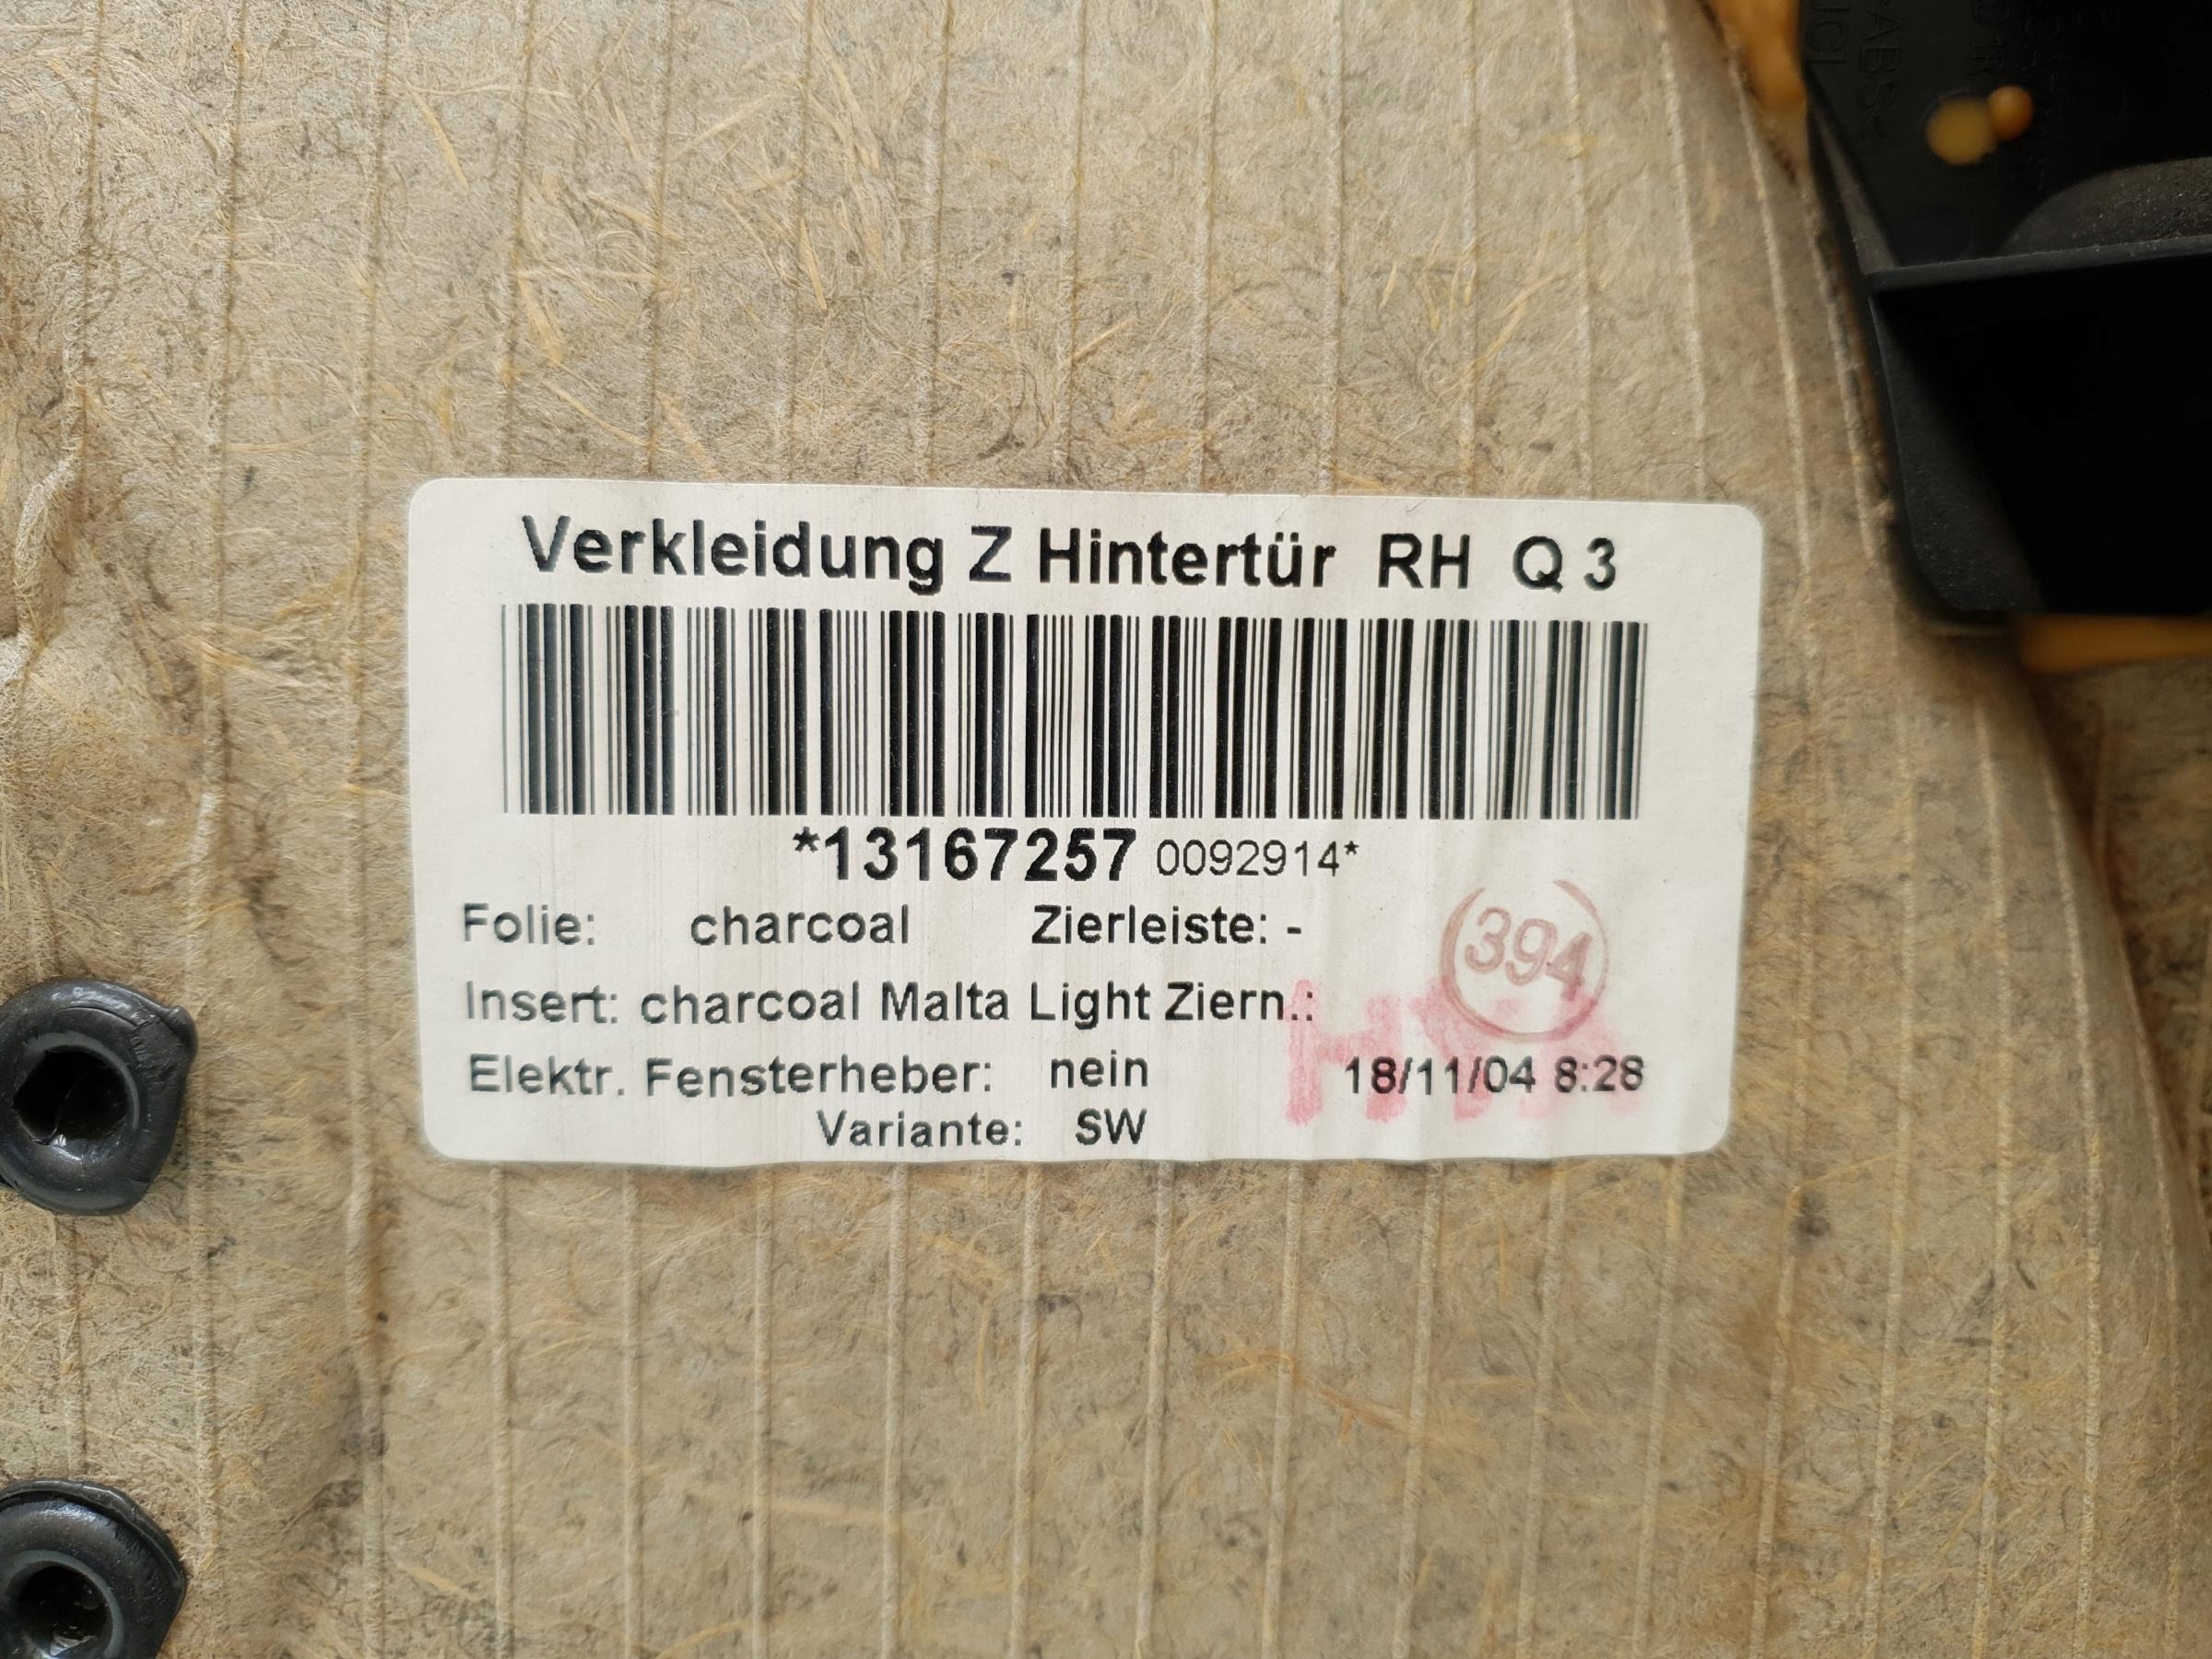 Verkleidung Z Hintertür RH Q 3
*13167257 0092914*
Folie: charcoal Zierleiste: -
394
Insert: charcoal Malta Light Ziern.:
Elektr. Fensterheber: nein 18/11/04 8:28
Variante: SW